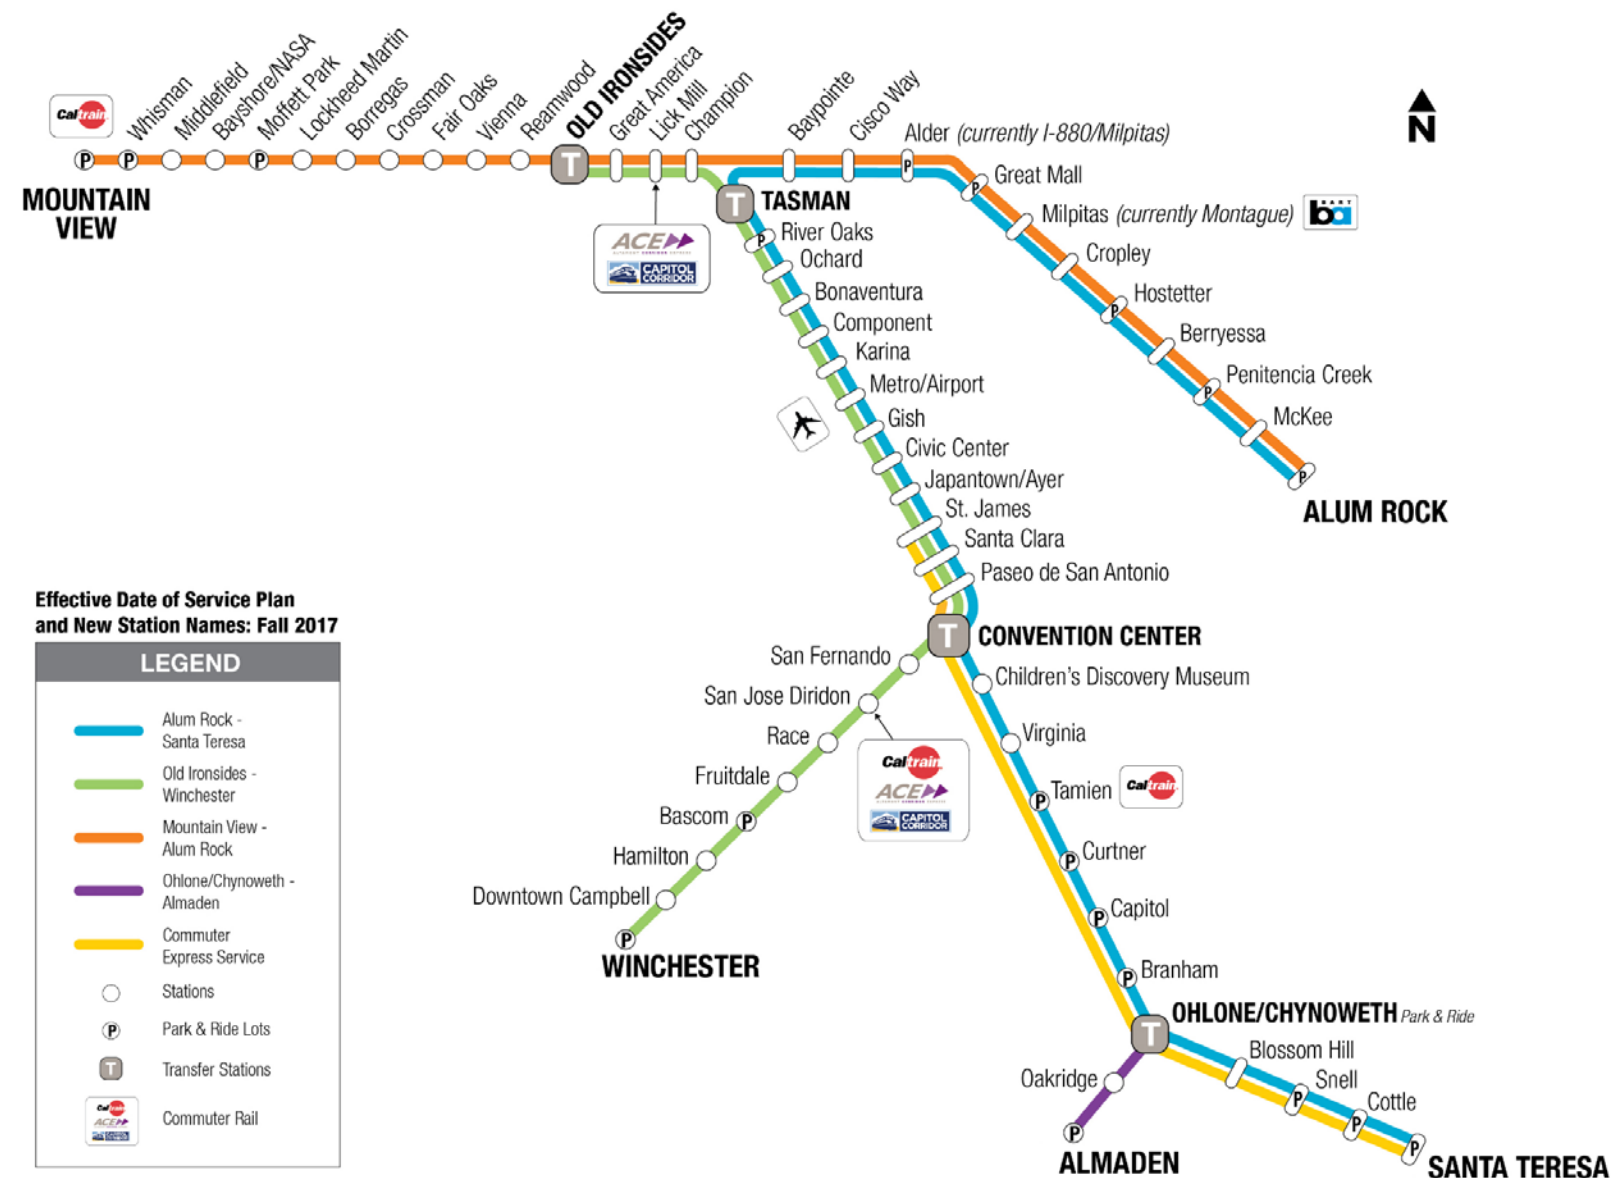 Caltrain
Whisman
Middlefield
Bayshore/NASA
Moffett Park
Lockheed Martin
Borregas
Crossman
Fair Oaks
Vienna
Reamwood
OLD IRONSIDES
Great America
Lick Mill
Champion
Baypointe
Cisco Way
Alder (currently I-880/Milpitas)
N
P
P
P
T
P
MOUNTAIN
VIEW
Great Mall
P
T
TASMAN
Milpitas (currently Montague)
BART
ba
ACE
CAPITOL
CORRIDOR
P
River Oaks
Ochard
Cropley
Bonaventura
Hostetter
P
Component
Berryessa
Karina
Penitencia Creek
P
Metro/Airport
McKee
Gish
Civic Center
P
Japantown/Ayer
ALUM ROCK
St. James
Santa Clara
Paseo de San Antonio
T
CONVENTION CENTER
San Fernando
Children's Discovery Museum
San Jose Diridon
Race
Virginia
Caltrain
ACE
CAPITOL
CORRIDOR
Fruitdale
P
Tamien
Caltrain
Bascom
P
Hamilton
P
Curtner
Downtown Campbell
P
Capitol
P
WINCHESTER
P
Branham
T
OHLONE/CHYNOWETH Park & Ride
Blossom Hill
Oakridge
Snell
P
Cottle
P
P
ALMADEN
P
SANTA TERESA
Effective Date of Service Plan
and New Station Names: Fall 2017
LEGEND
Alum Rock -
Santa Teresa
Old Ironsides -
Winchester
Mountain View -
Alum Rock
Ohlone/Chynoweth -
Almaden
Commuter
Express Service
Stations
P
Park & Ride Lots
T
Transfer Stations
Caltrain
ACE
Commuter Rail